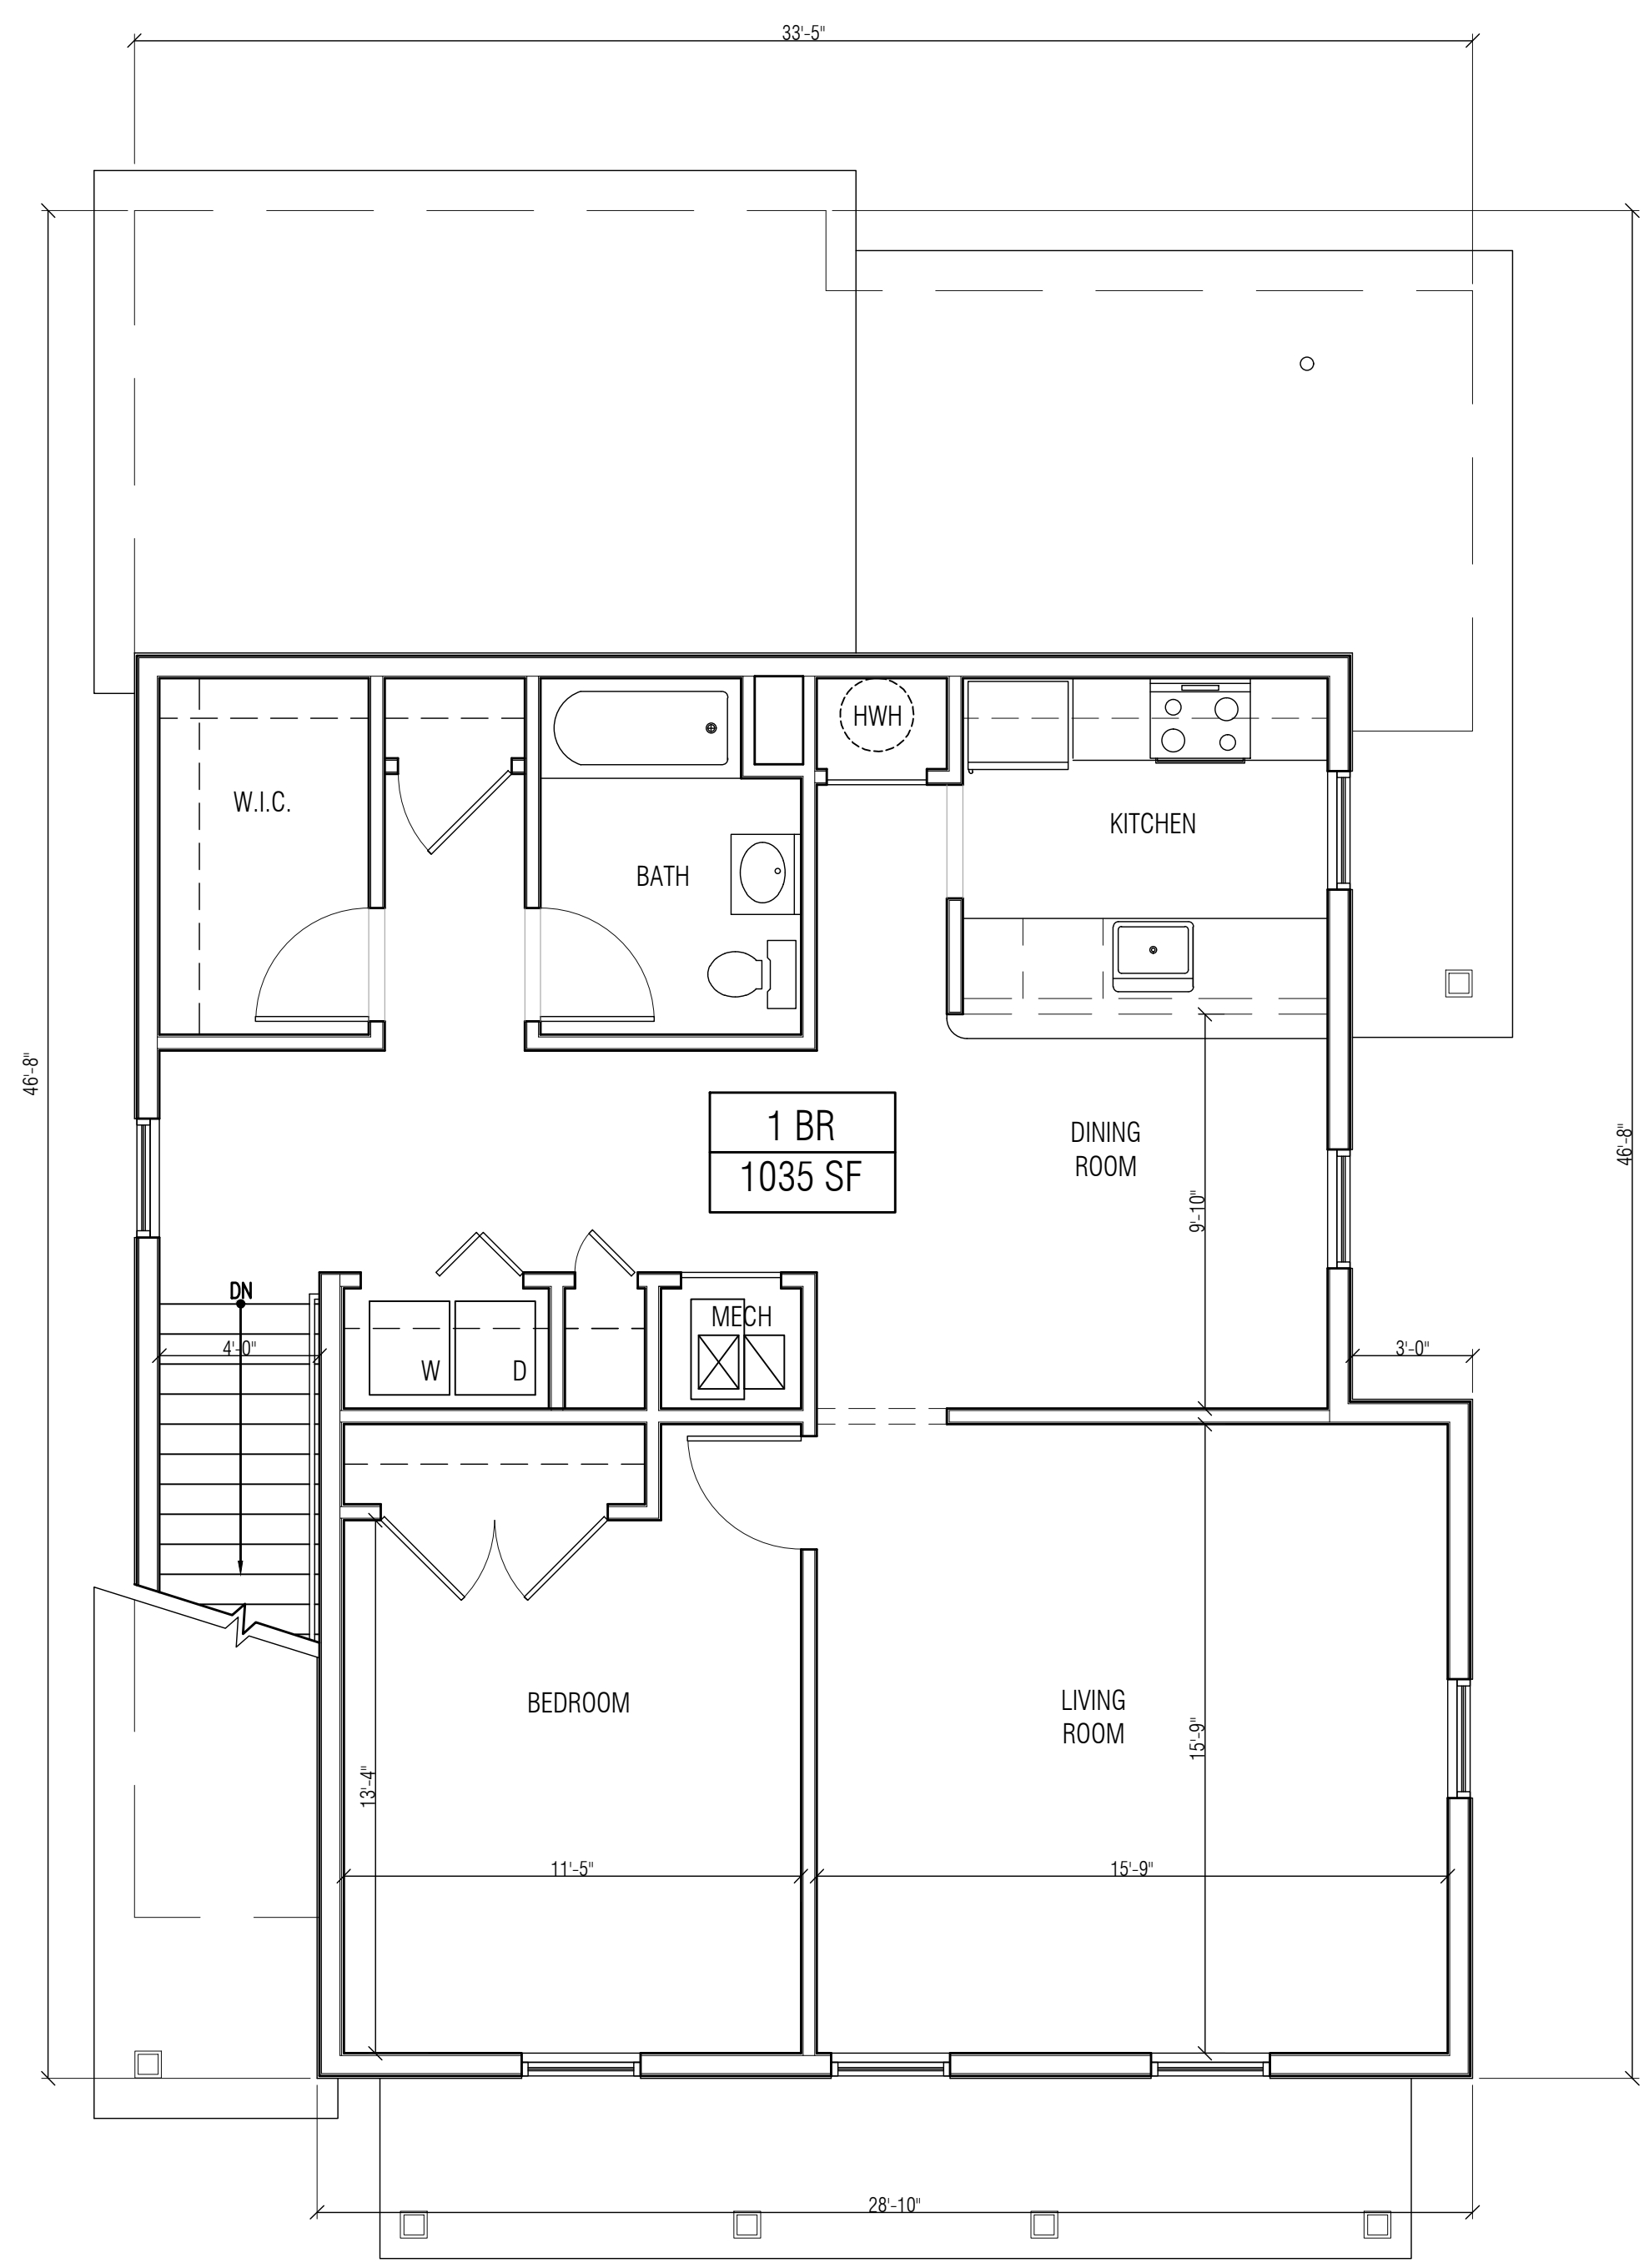 33'-5"
HWH
W.I.C.
KITCHEN
BATH
46'-8"
1 BR
1035 SF
DINING
ROOM
46'-8"
9'-10"
DN
MECH
4'-0"
W
D
3'-0"
BEDROOM
LIVING
ROOM
15'-9"
13'-4"
11'-5"
15'-9"
28'-10"